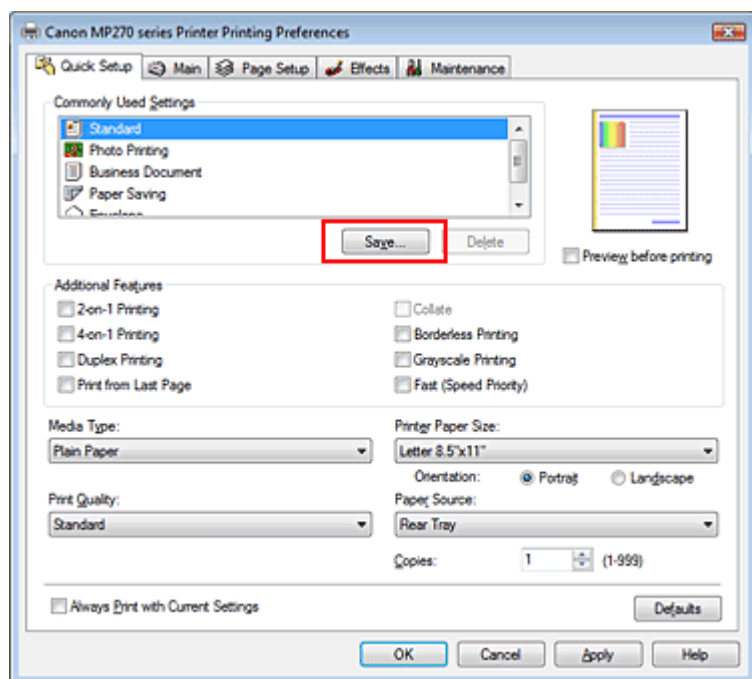 Canon MP270 series Printer Printing Preferences
Quick Setup Main Page Setup Effects Maintenance
Commonly Used Settings
Standard
Photo Printing
Business Document
Paper Saving
Envelope
Save... Delete
Preview before printing
Additional Features
2-on-1 Printing Collate
4-on-1 Printing Borderless Printing
Duplex Printing Grayscale Printing
Print from Last Page Fast (Speed Priority)
Media Type: Printer Paper Size:
Plain Paper Letter 8.5"x11"
Orientation: Portrait Landscape
Print Quality: Paper Source:
Standard Rear Tray
Copies: 1 (1-999)
Always Print with Current Settings Defaults
OK Cancel Apply Help